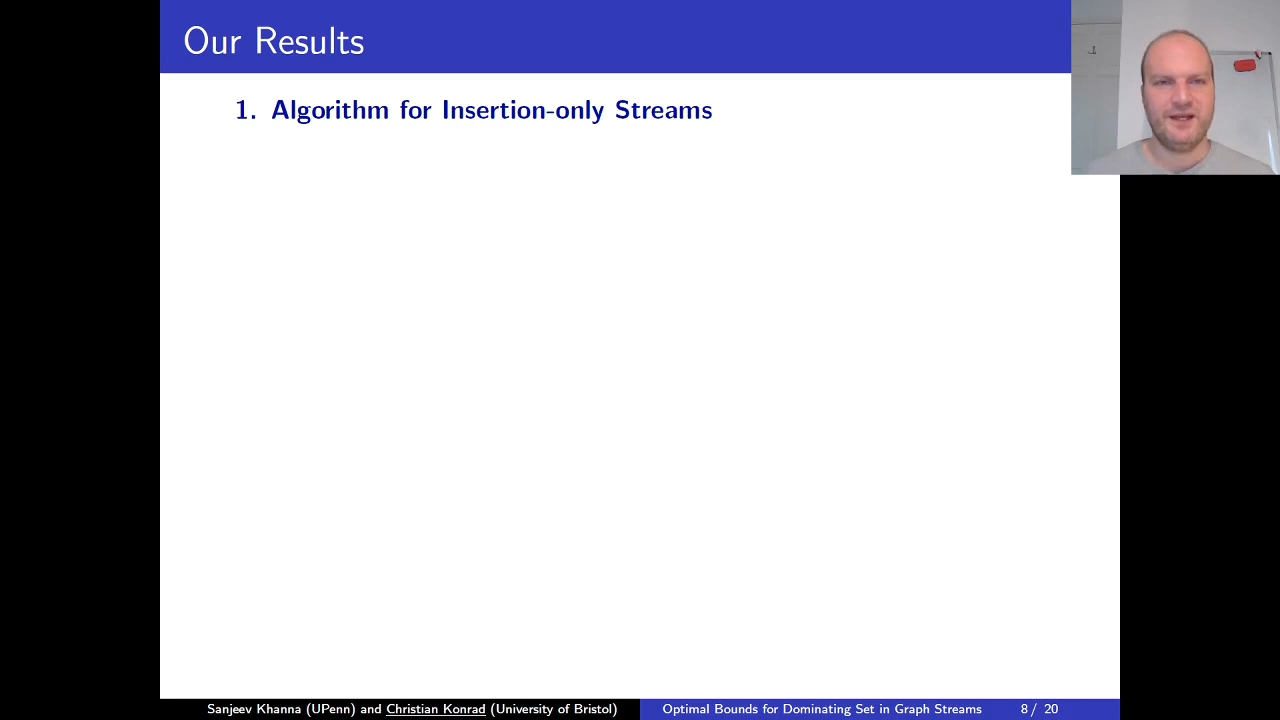 Our Results
1. Algorithm for Insertion-only Streams
Sanjeev Khanna (UPenn) and Christian Konrad (University of Bristol)
Optimal Bounds for Dominating Set in Graph Streams
8 / 20